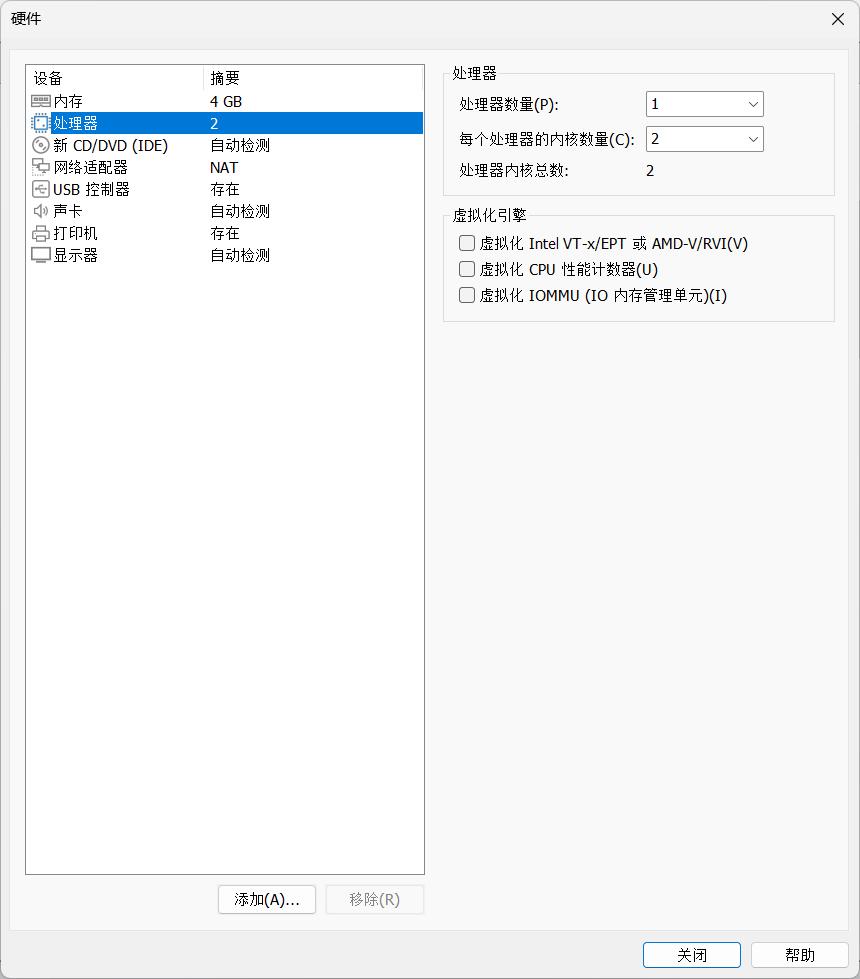 硬件
设备 摘要
内存 4 GB
处理器 2
新 CD/DVD (IDE) 自动检测
网络适配器 NAT
USB 控制器 存在
声卡 自动检测
打印机 存在
显示器 自动检测
添加(A)... 移除(R)
处理器
处理器数量(P): 1
每个处理器的内核数量(C): 2
处理器内核总数: 2
虚拟化引擎
虚拟化 Intel VT-x/EPT 或 AMD-V/RVI(V)
虚拟化 CPU 性能计数器(U)
虚拟化 IOMMU (IO 内存管理单元)(I)
关闭 帮助